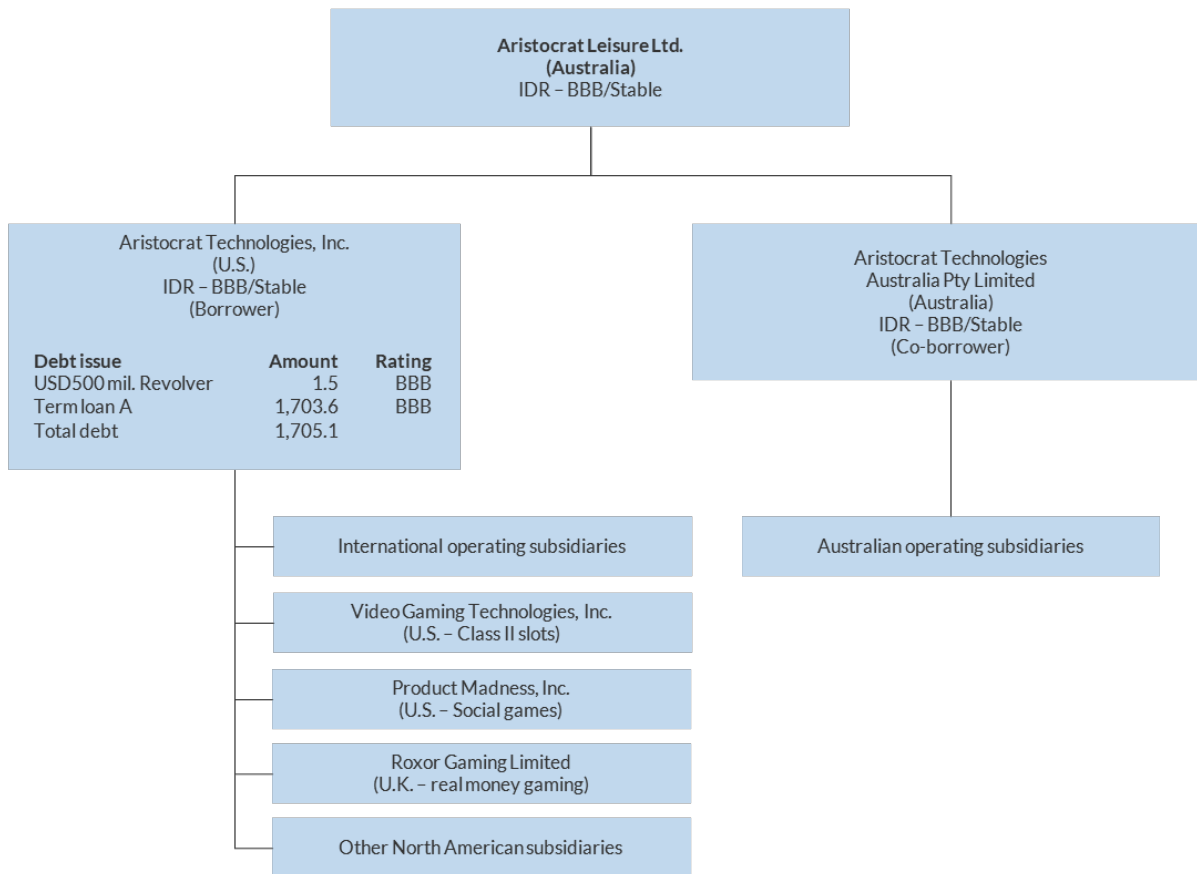 Aristocrat Leisure Ltd.
(Australia)
IDR – BBB/Stable
Aristocrat Technologies, Inc.
(U.S.)
IDR – BBB/Stable
(Borrower)
Debt issue Amount Rating
USD500 mil. Revolver 1.5 BBB
Term loan A 1,703.6 BBB
Total debt 1,705.1
Aristocrat Technologies
Australia Pty Limited
(Australia)
IDR – BBB/Stable
(Co-borrower)
International operating subsidiaries
Australian operating subsidiaries
Video Gaming Technologies, Inc.
(U.S. – Class II slots)
Product Madness, Inc.
(U.S. – Social games)
Roxor Gaming Limited
(U.K. – real money gaming)
Other North American subsidiaries